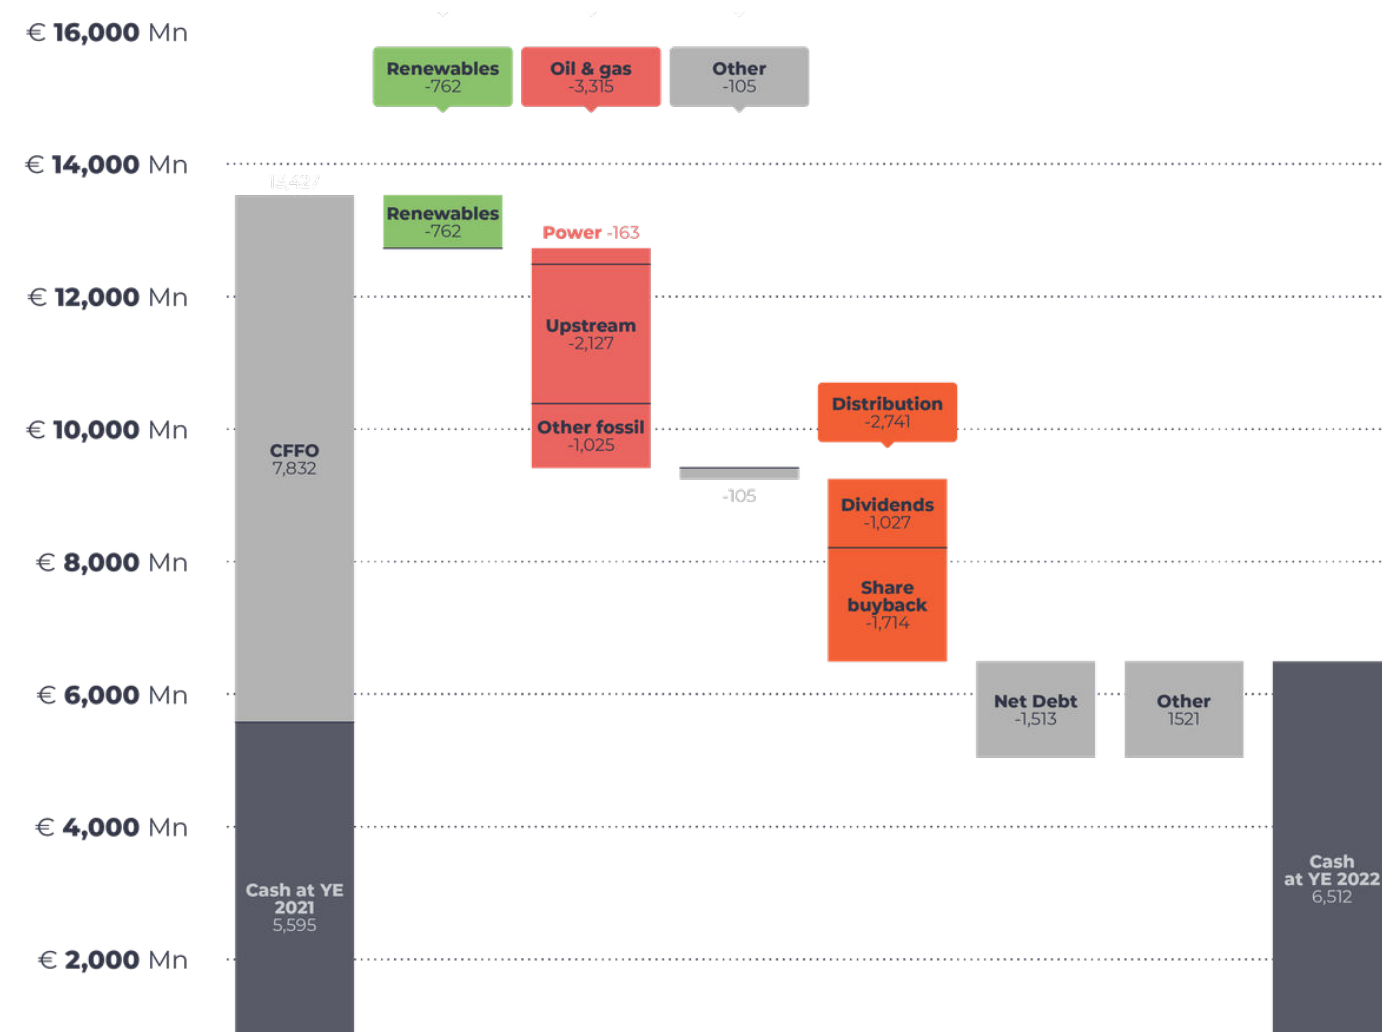 € 16,000 Mn
Renewables
-762
Oil & gas
-3,315
Other
-105
€ 14,000 Mn
13,427
Renewables
-762
Power -163
€ 12,000 Mn
Upstream
-2,127
Distribution
-2,741
€ 10,000 Mn
Other fossil
-1,025
CFFO
7,832
-105
Dividends
-1,027
€ 8,000 Mn
Share
buyback
-1,714
€ 6,000 Mn
Net Debt
-1,513
Other
1521
€ 4,000 Mn
Cash at YE
2021
5,595
Cash
at YE 2022
6,512
€ 2,000 Mn